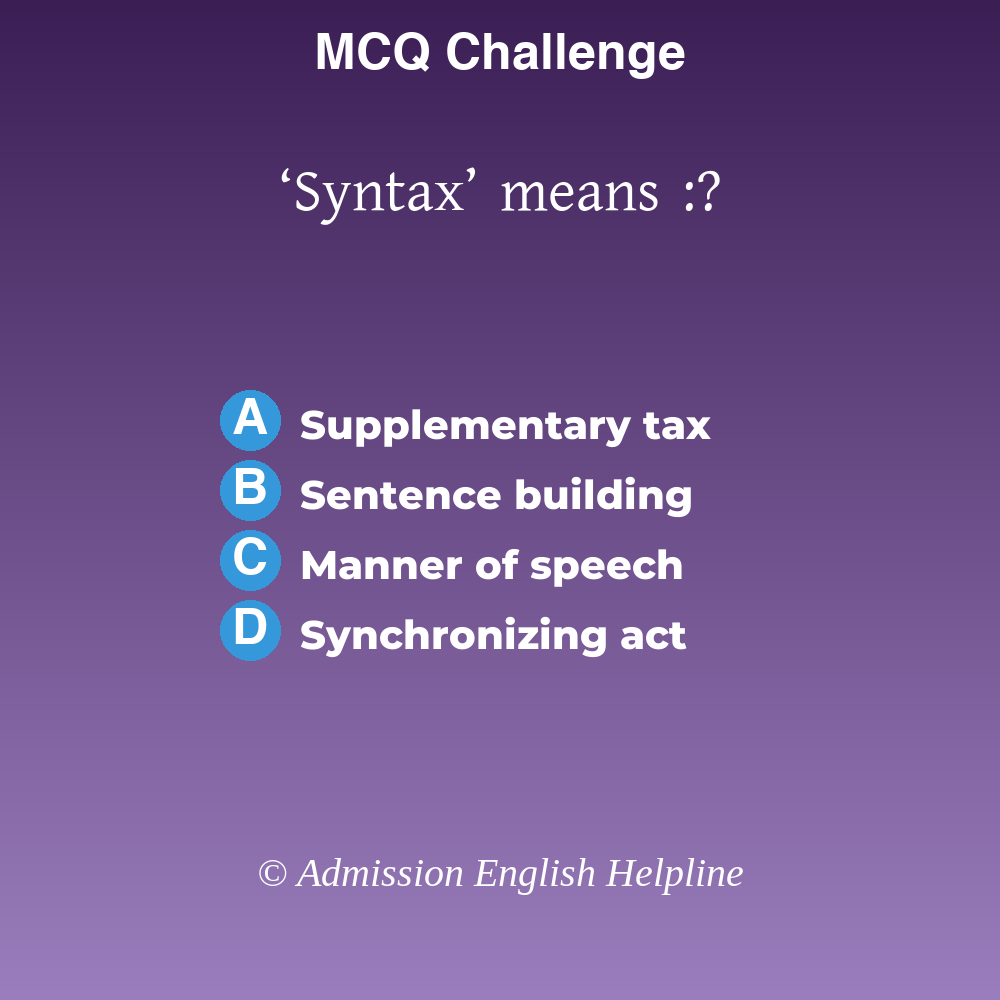 MCQ Challenge
‘Syntax’ means :?
A Supplementary tax
B Sentence building
C Manner of speech
D Synchronizing act
© Admission English Helpline